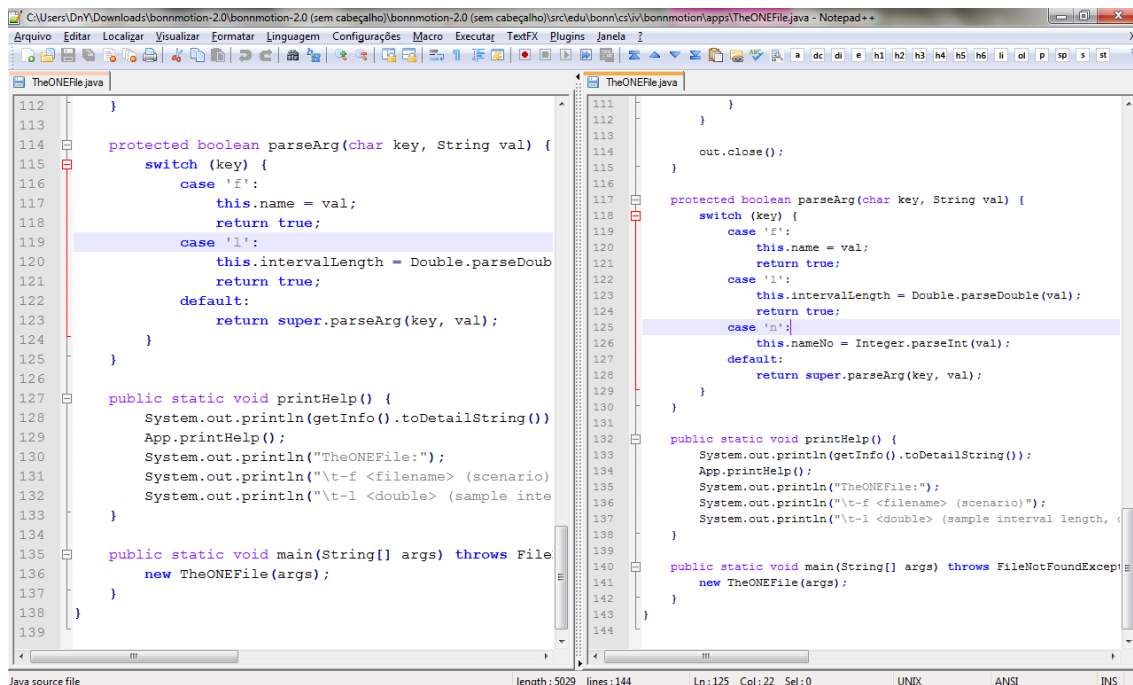 C:\Users\DnY\Downloads\bonnmotion-2.0\bonnmotion-2.0 (sem cabeçalho)\bonnmotion-2.0 (sem cabeçalho)\src\edu\bonn\cs\iv\bonnmotion\apps\TheONEFile.java - Notepad++
Arquivo Editar Localizar Visualizar Formatar Linguagem Configurações Macro Executar TextFX Plugins Janela ?
a dc di e h1 h2 h3 h4 h5 h6 li ol p sp s st
TheONEFile.java
112 }
113
114 protected boolean parseArg(char key, String val) {
115 switch (key) {
116 case 'f':
117 this.name = val;
118 return true;
119 case 'l':
120 this.intervalLength = Double.parseDoub
121 return true;
122 default:
123 return super.parseArg(key, val);
124 }
125 }
126
127 public static void printHelp() {
128 System.out.println(getInfo().toDetailString())
129 App.printHelp();
130 System.out.println("TheONEFile:");
131 System.out.println("\t-f <filename> (scenario)
132 System.out.println("\t-l <double> (sample inte
133 }
134
135 public static void main(String[] args) throws File
136 new TheONEFile(args);
137 }
138 }
139
TheONEFile.java
111 }
112 }
113
114 out.close();
115 }
116
117 protected boolean parseArg(char key, String val) {
118 switch (key) {
119 case 'f':
120 this.name = val;
121 return true;
122 case 'l':
123 this.intervalLength = Double.parseDouble(val);
124 return true;
125 case 'n':
126 this.nameNo = Integer.parseInt(val);
127 default:
128 return super.parseArg(key, val);
129 }
130 }
131
132 public static void printHelp() {
133 System.out.println(getInfo().toDetailString());
134 App.printHelp();
135 System.out.println("TheONEFile:");
136 System.out.println("\t-f <filename> (scenario)");
137 System.out.println("\t-l <double> (sample interval length,
138 }
139
140 public static void main(String[] args) throws FileNotFoundExcept
141 new TheONEFile(args);
142 }
143 }
144
Java source file length : 5029 lines : 144 Ln : 125 Col : 22 Sel : 0 UNIX ANSI INS